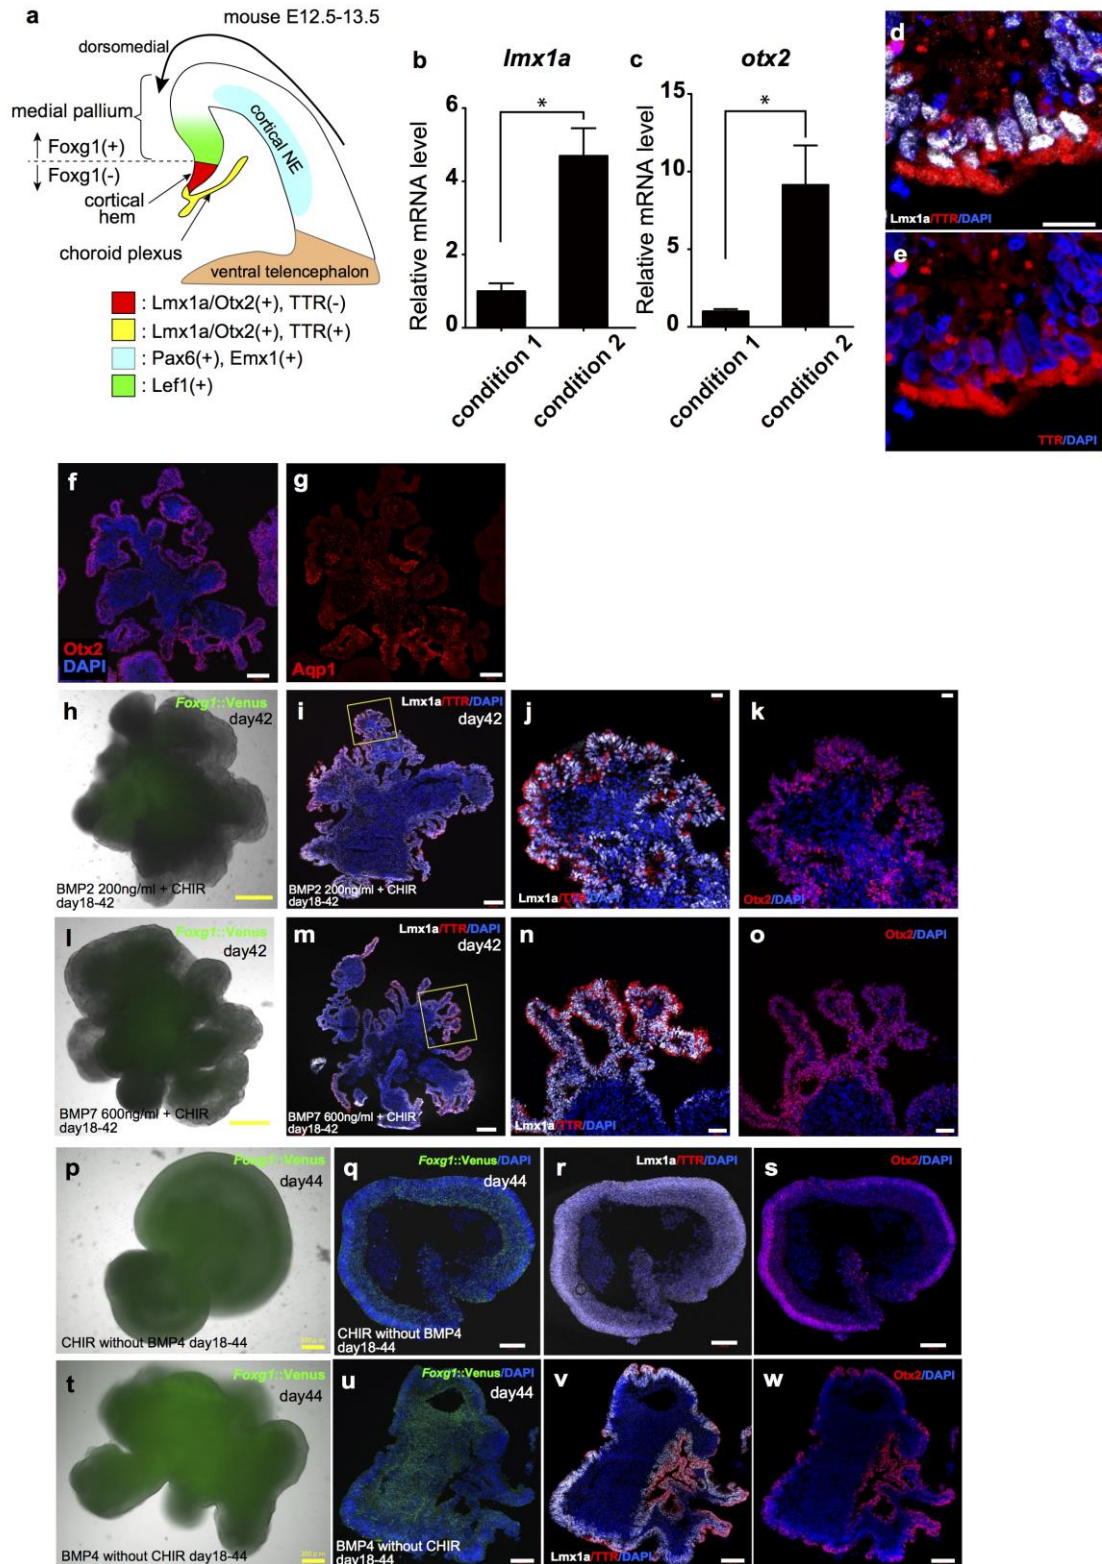 a
mouse E12.5-13.5
dorsomedial
medial pallium
Foxg1(+)
Foxg1(-)
cortical NE
cortical
hem
choroid plexus
ventral telencephalon
: Lmx1a/Otx2(+), TTR(-)
: Lmx1a/Otx2(+), TTR(+)
: Pax6(+), Emx1(+)
: Lef1(+)
b
lmx1a
Relative mRNA level
6
4
2
0
*
condition 1
condition 2
c
otx2
Relative mRNA level
15
10
5
0
*
condition 1
condition 2
d
Lmx1a/TTR/DAPI
e
TTR/DAPI
f
Otx2
DAPI
g
Aqp1
h
Foxg1::Venus
day42
BMP2 200ng/ml + CHIR
day18-42
i
Lmx1a/TTR/DAPI
day42
BMP2 200ng/ml + CHIR
day18-42
j
Lmx1a/TTR/DAPI
k
Otx2/DAPI
l
Foxg1::Venus
day42
BMP7 600ng/ml + CHIR
day18-42
m
Lmx1a/TTR/DAPI
day42
BMP7 600ng/ml + CHIR
day18-42
n
Lmx1a/TTR/DAPI
o
Otx2/DAPI
p
Foxg1::Venus
day44
CHIR without BMP4 day18-44
q
Foxg1::Venus/DAPI
day44
CHIR without BMP4
day18-44
r
Lmx1a/TTR/DAPI
s
Otx2/DAPI
t
Foxg1::Venus
day44
BMP4 without CHIR day18-44
u
Foxg1::Venus/DAPI
day44
BMP4 without CHIR
day18-44
v
Lmx1a/TTR/DAPI
w
Otx2/DAPI